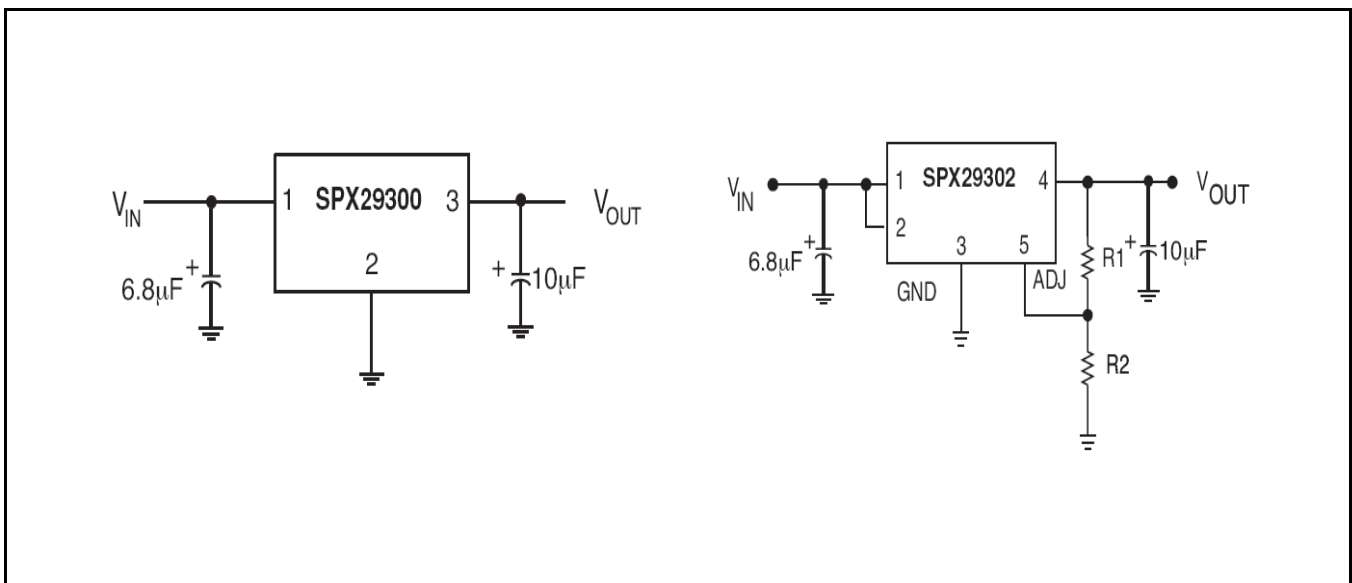 V_IN 1 SPX29300 3 V_OUT
2
6.8µF + + 10µF
V_IN 1 SPX29302 4 V_OUT
2
3 5
6.8µF + R1 + 10µF
GND ADJ
R2